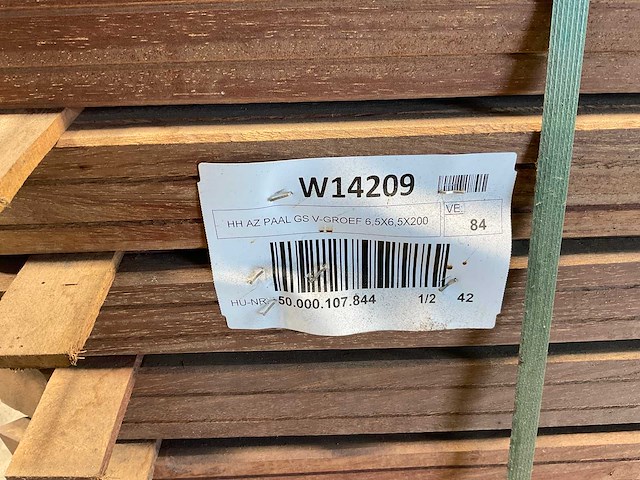 W14209
HH AZ PAAL GS V-GROEF 6,5X6,5X200
VE:
84
HU-NR.: 50.000.107.844 1/2 42